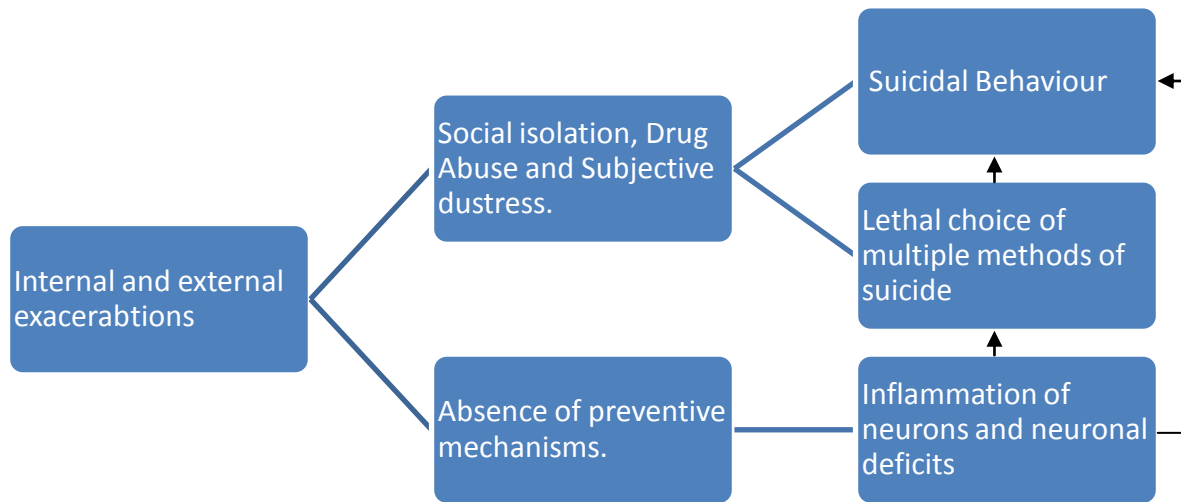 Internal and external
exacerabtions
Social isolation, Drug
Abuse and Subjective
dustress.
Absence of preventive
mechanisms.
Suicidal Behaviour
Lethal choice of
multiple methods of
suicide
Inflammation of
neurons and neuronal
deficits